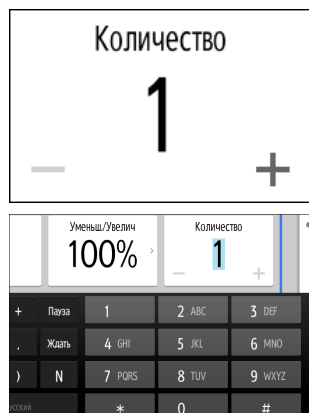 Количество
1
− +
Уменьш/Увелич Количество
100% > 1
− +
+ Пауза 1 2 ABC 3 DEF
. Ждать 4 GHI 5 JKL 6 MNO
) N 7 PQRS 8 TUV 9 WXYZ
усский * 0 #